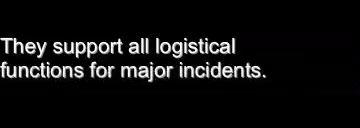 They support all logistical
functions for major incidents.